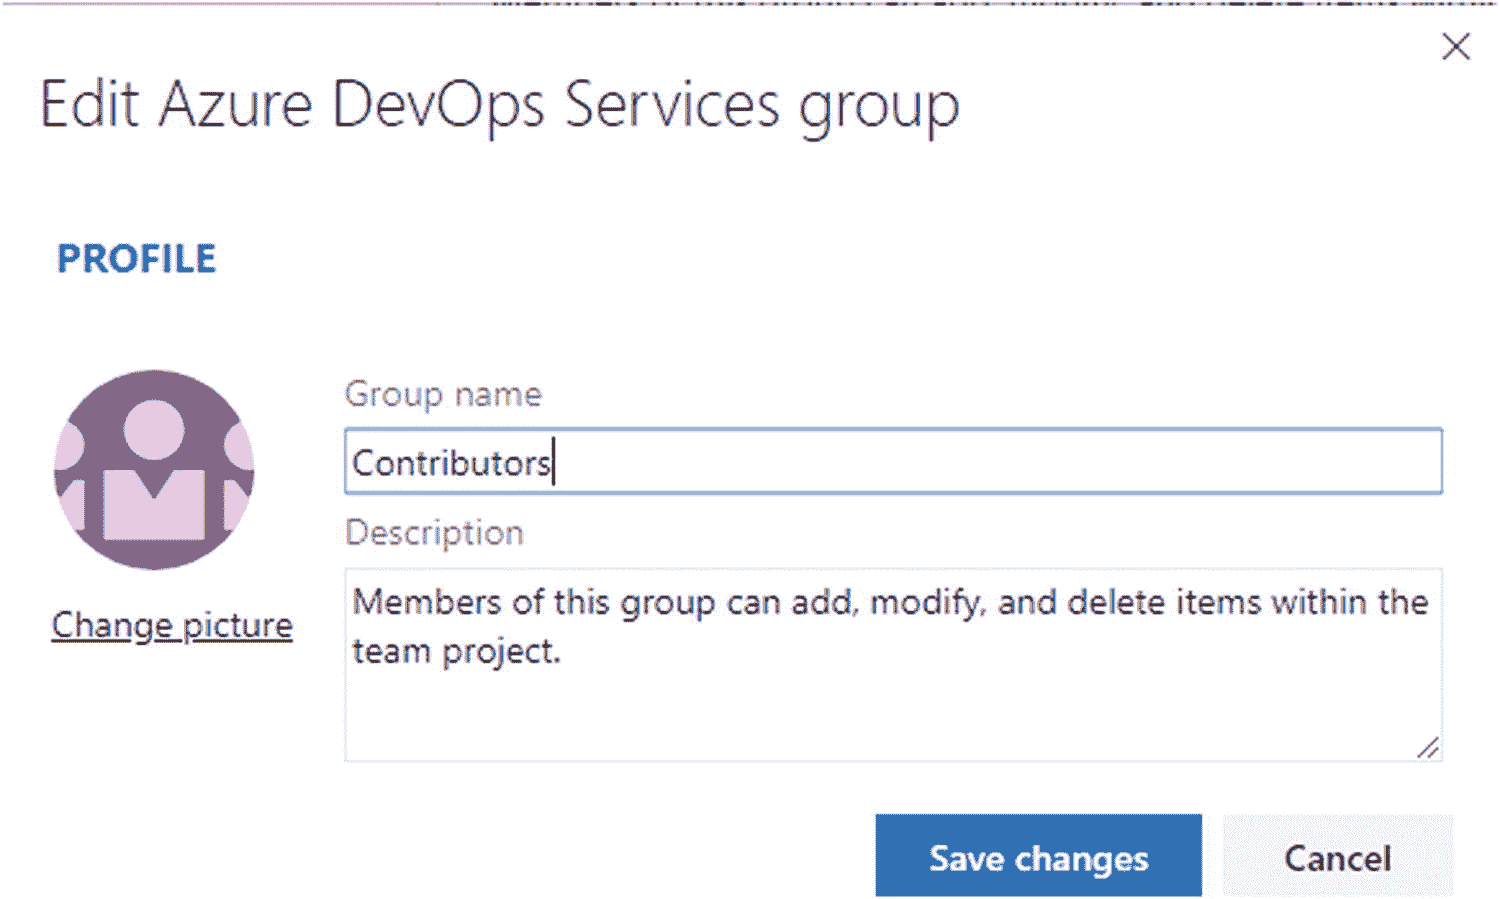 Edit Azure DevOps Services group
PROFILE
Group name
Contributors
Description
Members of this group can add, modify, and delete items within the
team project.
Change picture
Save changes
Cancel